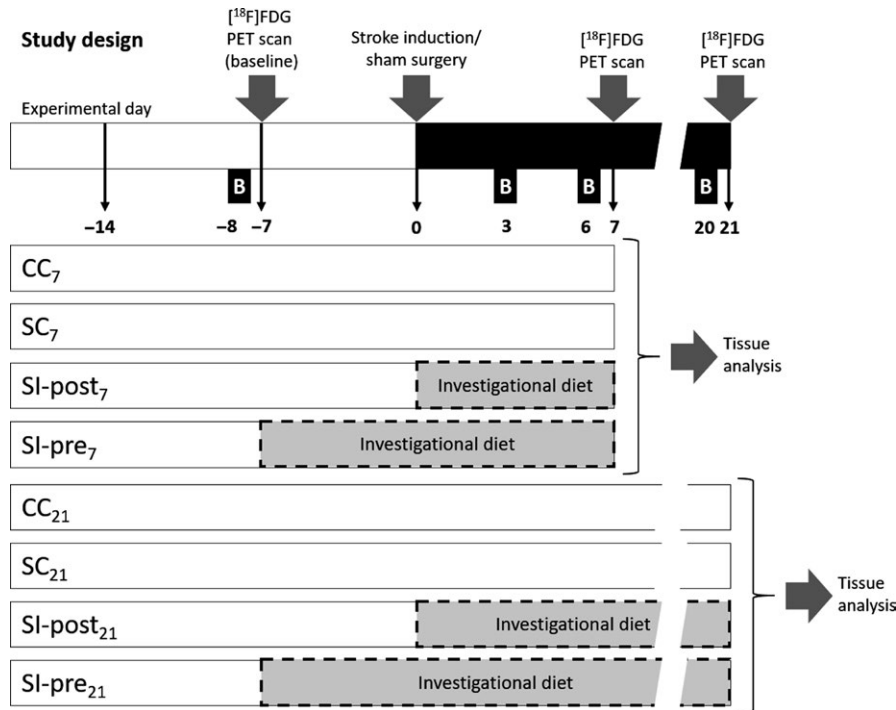 Study design
[¹⁸F]FDG
PET scan
(baseline)
Stroke induction/
sham surgery
[¹⁸F]FDG
PET scan
[¹⁸F]FDG
PET scan
Experimental day
B
B
B
B
–14
–8
–7
0
3
6
7
20
21
CC₇
SC₇
SI-post₇
Investigational diet
SI-pre₇
Investigational diet
Tissue
analysis
CC₂₁
SC₂₁
SI-post₂₁
Investigational diet
SI-pre₂₁
Investigational diet
Tissue
analysis